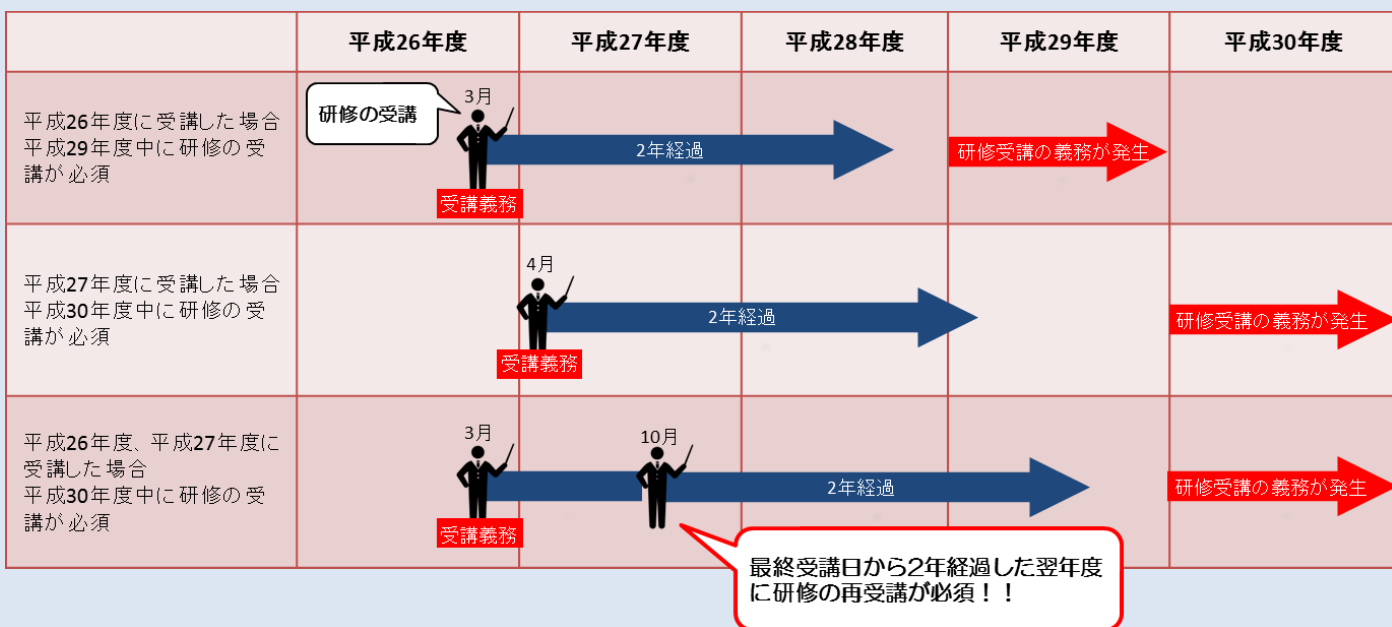 平成26年度
平成27年度
平成28年度
平成29年度
平成30年度
平成26年度に受講した場合
平成29年度中に研修の受
講が必須
研修の受講
3月
受講義務
2年経過
研修受講の義務が発生
平成27年度に受講した場合
平成30年度中に研修の受
講が必須
4月
受講義務
2年経過
研修受講の義務が発生
平成26年度、平成27年度に
受講した場合
平成30年度中に研修の受
講が必須
3月
受講義務
10月
2年経過
研修受講の義務が発生
最終受講日から2年経過した翌年度
に研修の再受講が必須！！